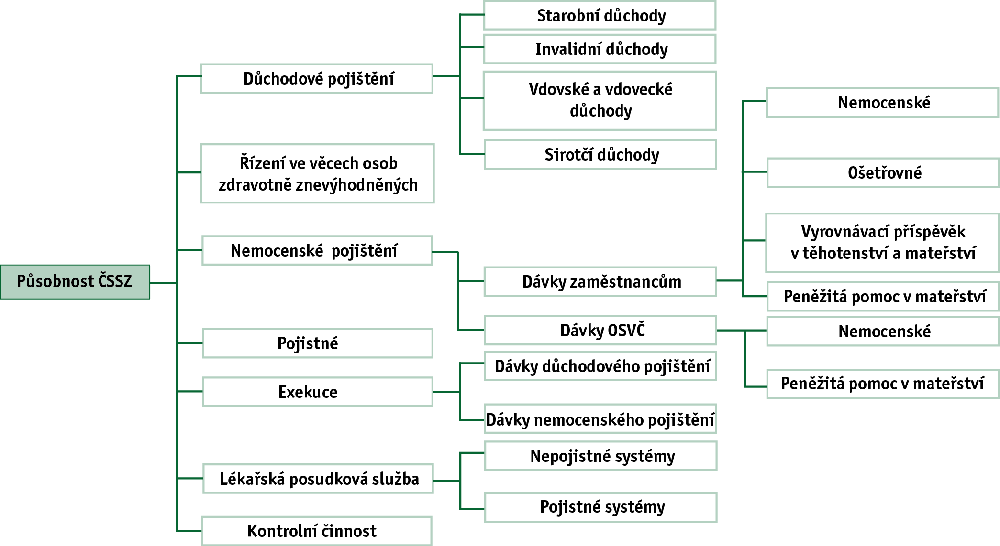 Působnost ČSSZ
Důchodové pojištění
Starobní důchody
Invalidní důchody
Vdovské a vdovecké
důchody
Sirotčí důchody
Řízení ve věcech osob
zdravotně znevýhodněných
Nemocenské pojištění
Dávky zaměstnancům
Nemocenské
Ošetřovné
Vyrovnávací příspěvěk
v těhotenství a mateřství
Peněžitá pomoc v mateřství
Dávky OSVČ
Nemocenské
Peněžitá pomoc v mateřství
Pojistné
Exekuce
Dávky důchodového pojištění
Dávky nemocenského pojištění
Lékařská posudková služba
Nepojistné systémy
Pojistné systémy
Kontrolní činnost